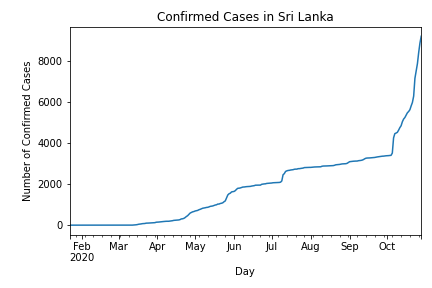 Confirmed Cases in Sri Lanka
Number of Confirmed Cases
8000
6000
4000
2000
0
Feb Mar Apr May Jun Jul Aug Sep Oct
2020
Day